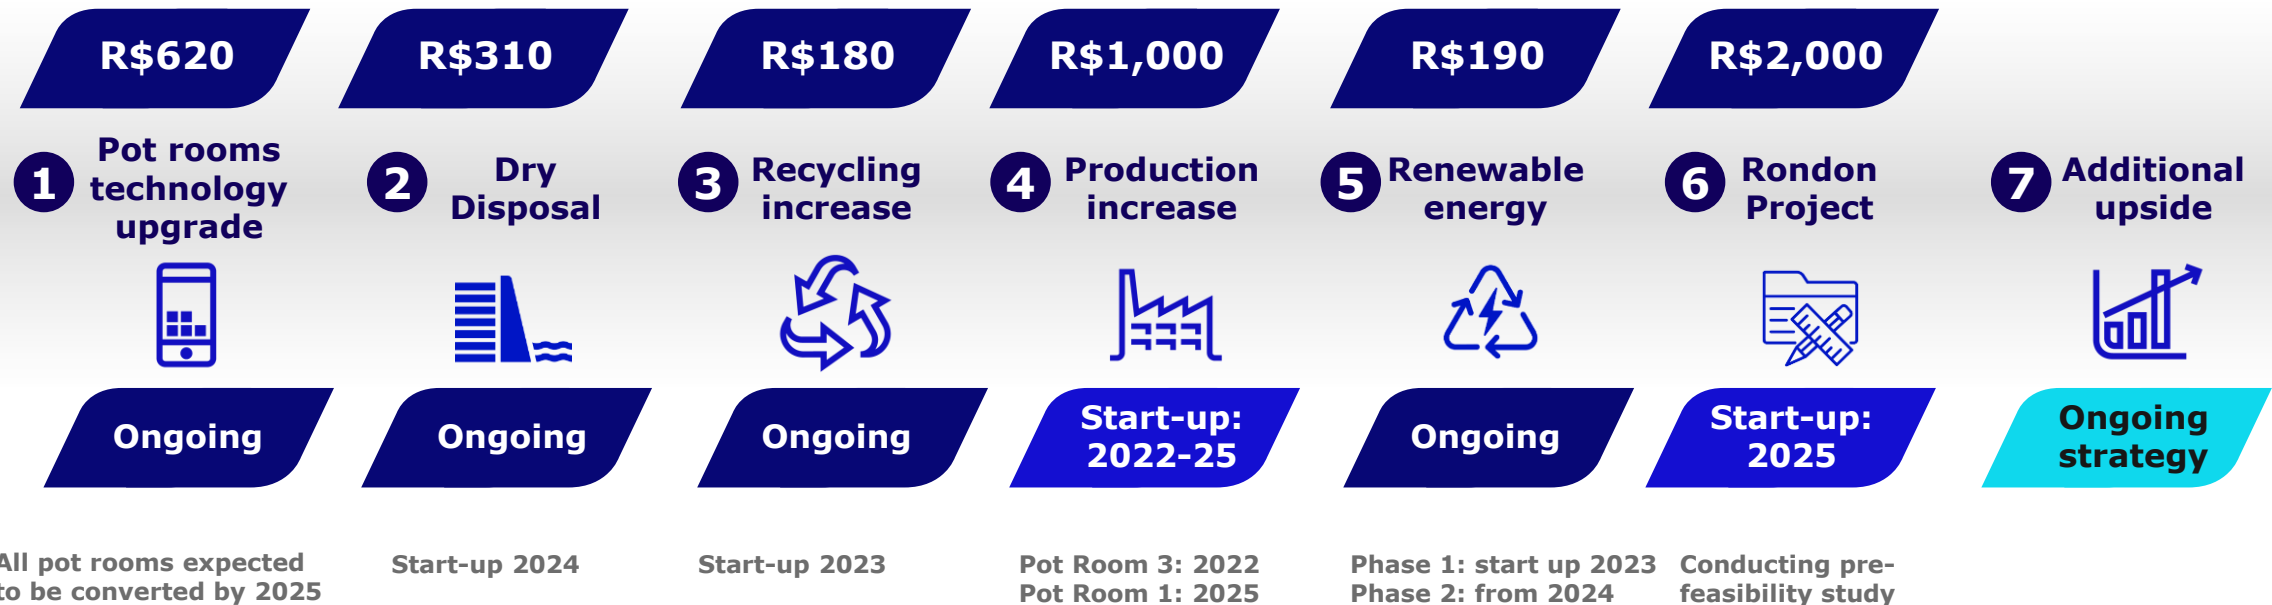 R$620
R$310
R$180
R$1,000
R$190
R$2,000
1
Pot rooms
technology
upgrade
2
Dry
Disposal
3
Recycling
increase
4
Production
increase
5
Renewable
energy
6
Rondon
Project
7
Additional
upside
Ongoing
Ongoing
Ongoing
Start-up:
2022-25
Ongoing
Start-up:
2025
Ongoing
strategy
All pot rooms expected
to be converted by 2025
Start-up 2024
Start-up 2023
Pot Room 3: 2022
Pot Room 1: 2025
Phase 1: start up 2023
Phase 2: from 2024
Conducting pre-
feasibility study